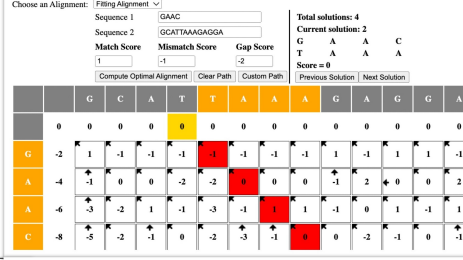 Choose an Alignment: Fitting Alignment
Sequence 1 GAAC
Sequence 2 GCATTAAAGAGGA
Match Score Mismatch Score Gap Score
1 -1 -2
Compute Optimal Alignment Clear Path Custom Path
Total solutions: 4
Current solution: 2
G A A C
T A A A
Score = 0
Previous Solution Next Solution
G C A T T A A A G A G G A
0 0 0 0 0 0 0 0 0 0 0 0 0 0
G -2 1 -1 -1 -1 -1 -1 -1 -1 1 -1 1 1 -1
A -4 -1 0 0 -2 -2 0 0 0 -1 2 0 0 2
A -6 -3 -2 1 -1 -3 -1 1 1 -1 0 1 -1 1
C -8 -5 -2 -1 0 -2 -3 -1 0 0 -2 -1 0 -1